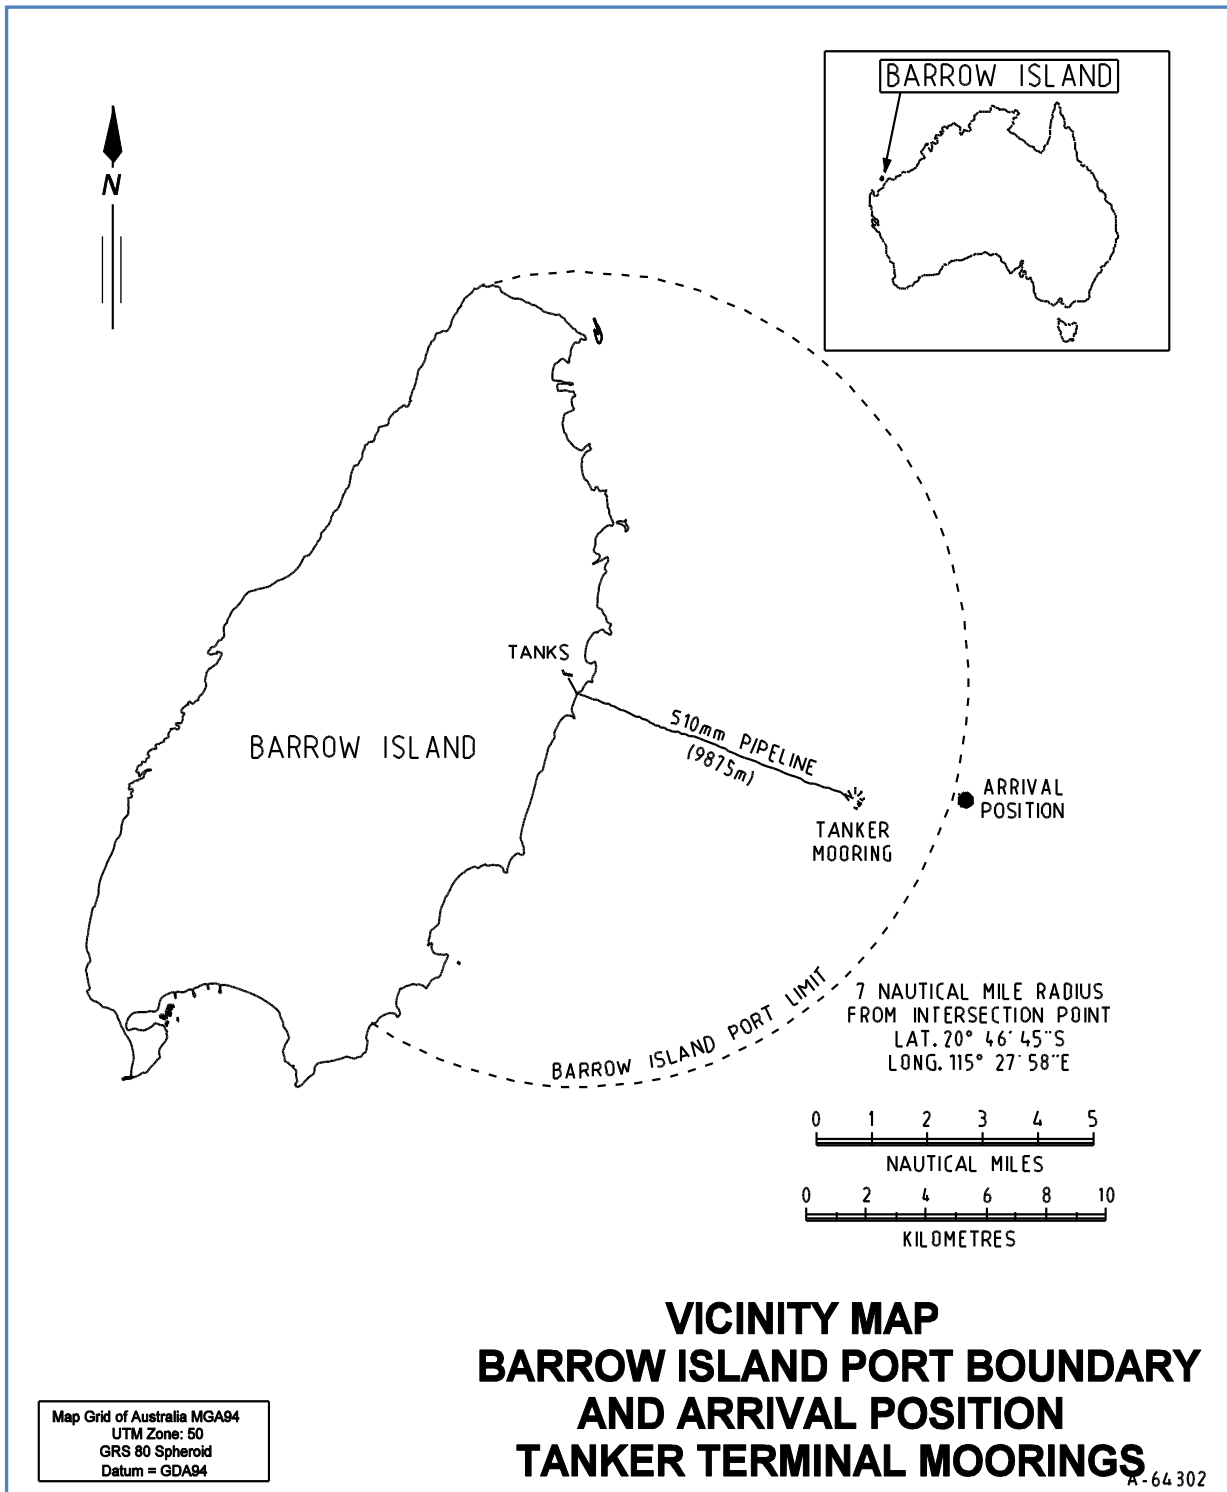 BARROW ISLAND
N
TANKS
BARROW ISLAND
510mm PIPELINE
(9875m)
TANKER
MOORING
ARRIVAL
POSITION
BARROW ISLAND PORT LIMIT
7 NAUTICAL MILE RADIUS
FROM INTERSECTION POINT
LAT. 20° 46' 45"S
LONG. 115° 27' 58"E
0 1 2 3 4 5
NAUTICAL MILES
0 2 4 6 8 10
KILOMETRES
VICINITY MAP
BARROW ISLAND PORT BOUNDARY
AND ARRIVAL POSITION
TANKER TERMINAL MOORINGS
Map Grid of Australia MGA94
UTM Zone: 50
GRS 80 Spheroid
Datum = GDA94
A-64302